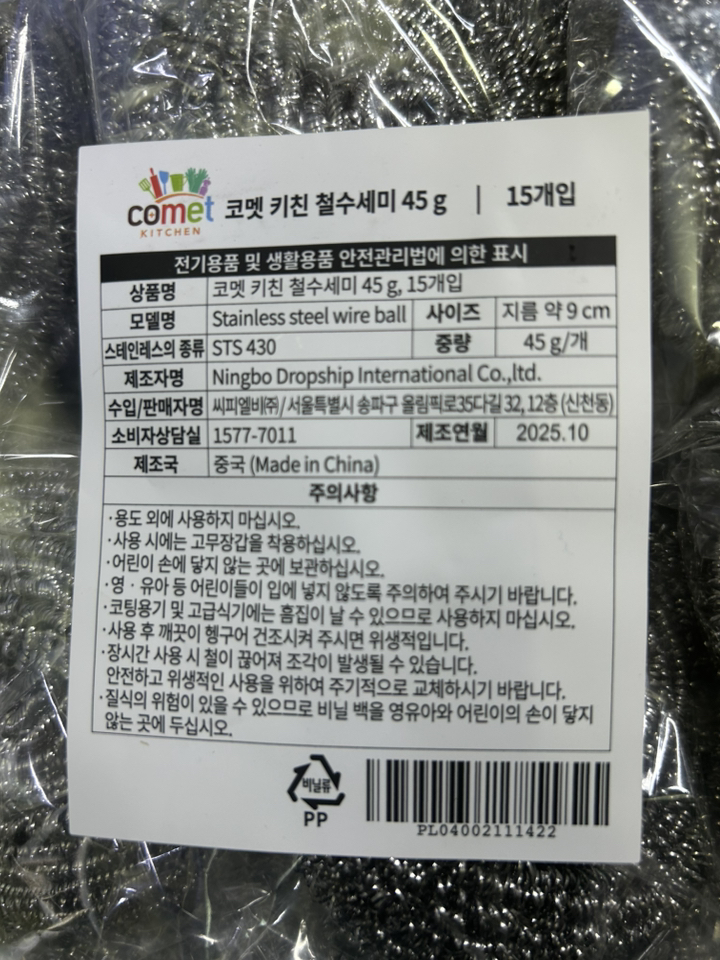 comet
KITCHEN
코멧 키친 철수세미 45 g | 15개입
전기용품 및 생활용품 안전관리법에 의한 표시
상품명 코멧 키친 철수세미 45 g, 15개입
모델명 Stainless steel wire ball 사이즈 지름 약 9 cm
스테인레스의 종류 STS 430 중량 45 g/개
제조자명 Ningbo Dropship International Co.,ltd.
수입/판매자명 씨피엘비㈜/ 서울특별시 송파구 올림픽로35다길 32, 12층 (신천동)
소비자상담실 1577-7011 제조연월 2025.10
제조국 중국 (Made in China)
주의사항
·용도 외에 사용하지 마십시오.
·사용 시에는 고무장갑을 착용하십시오.
·어린이 손에 닿지 않는 곳에 보관하십시오.
·영·유아 등 어린이들이 입에 넣지 않도록 주의하여 주시기 바랍니다.
·코팅용기 및 고급식기에는 흠집이 날 수 있으므로 사용하지 마십시오.
·사용 후 깨끗이 헹구어 건조시켜 주시면 위생적입니다.
·장시간 사용 시 철이 끊어져 조각이 발생될 수 있습니다.
안전하고 위생적인 사용을 위하여 주기적으로 교체하시기 바랍니다.
·질식의 위험이 있을 수 있으므로 비닐 백을 영유아와 어린이의 손이 닿지
않는 곳에 두십시오.
비닐류
PP
PL04002111422